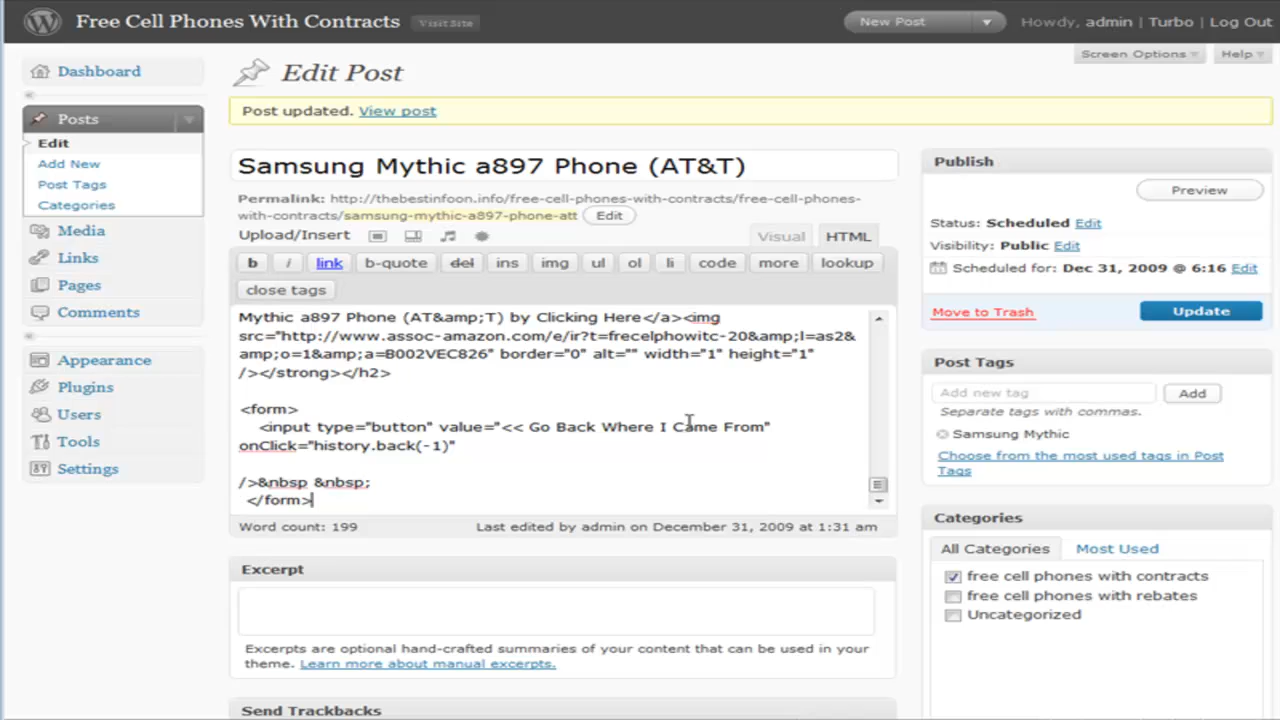 Free Cell Phones With Contracts Visit Site New Post Howdy, admin | Turbo | Log Out
Screen Options Help
Dashboard
Edit Post
Post updated. View post
Posts
Edit
Add New
Post Tags
Categories
Media
Links
Pages
Comments
Appearance
Plugins
Users
Tools
Settings
Samsung Mythic a897 Phone (AT&T)
Permalink: http://thebestinfoon.info/free-cell-phones-with-contracts/free-cell-phones-
with-contracts/samsung-mythic-a897-phone-att Edit
Upload/Insert Visual HTML
b i link b-quote del ins img ul ol li code more lookup
close tags
Mythic a897 Phone (AT&amp;T) by Clicking Here</a><img
src="http://www.assoc-amazon.com/e/ir?t=frecelphowitc-20&amp;l=as2&
amp;o=1&amp;a=B002VEC826" border="0" alt="" width="1" height="1"
/></strong></h2>
<form>
<input type="button" value="<< Go Back Where I Came From"
onClick="history.back(-1)"
/>&nbsp &nbsp;
</form>
Word count: 199 Last edited by admin on December 31, 2009 at 1:31 am
Excerpt
Excerpts are optional hand-crafted summaries of your content that can be used in your
theme. Learn more about manual excerpts.
Send Trackbacks
Publish
Preview
Status: Scheduled Edit
Visibility: Public Edit
Scheduled for: Dec 31, 2009 @ 6:16 Edit
Move to Trash Update
Post Tags
Add new tag Add
Separate tags with commas.
Samsung Mythic
Choose from the most used tags in Post
Tags
Categories
All Categories Most Used
free cell phones with contracts
free cell phones with rebates
Uncategorized